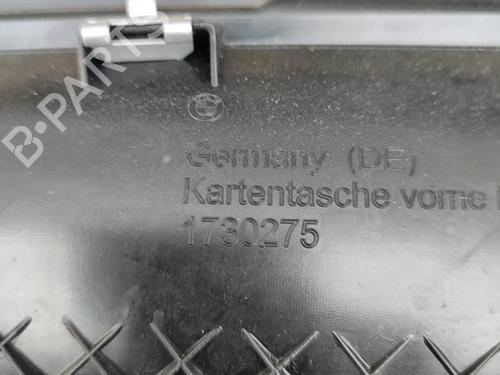 B-PARTS
Germany (DE)
Kartentasche vorne
1730275